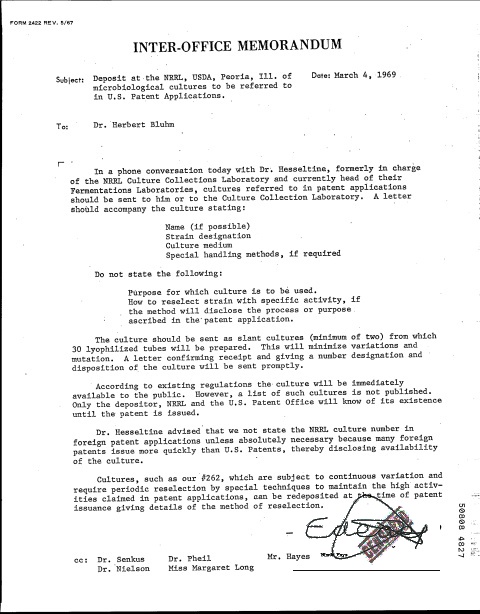 FORM 2422 REV. 5/67
INTER-OFFICE MEMORANDUM
Subject: Deposit at the NRRL, USDA, Peoria, Ill. of Date: March 4, 1969
microbiological cultures to be referred to
in U.S. Patent Applications.
To: Dr. Herbert Bluhm
In a phone conversation today with Dr. Hesseltine, formerly in charge
of the NRRL Culture Collections Laboratory and currently head of their
Fermentations Laboratories, cultures referred to in patent applications
should be sent to him or to the Culture Collection Laboratory. A letter
should accompany the culture stating:
Name (if possible)
Strain designation
Culture medium
Special handling methods, if required
Do not state the following:
Purpose for which culture is to be used.
How to reselect strain with specific activity, if
the method will disclose the process or purpose
ascribed in the patent application.
The culture should be sent as slant cultures (minimum of two) from which
30 lyophilized tubes will be prepared. This will minimize variations and
mutation. A letter confirming receipt and giving a number designation and
disposition of the culture will be sent promptly.
According to existing regulations the culture will be immediately
available to the public. However, a list of such cultures is not published.
Only the depositor, NRRL and the U.S. Patent Office will know of its existence
until the patent is issued.
Dr. Hesseltine advised that we not state the NRRL culture number in
foreign patent applications unless absolutely necessary because many foreign
patents issue more quickly than U.S. Patents, thereby disclosing availability
of the culture.
Cultures, such as our #262, which are subject to continuous variation and
require periodic reselection by special techniques to maintain the high activ-
ities claimed in patent applications, can be redeposited at the time of patent
issuance giving details of the method of reselection.
cc: Dr. Senkus Dr. Pheil Mr. Hayes
Dr. Nielson Miss Margaret Long
50808 4827